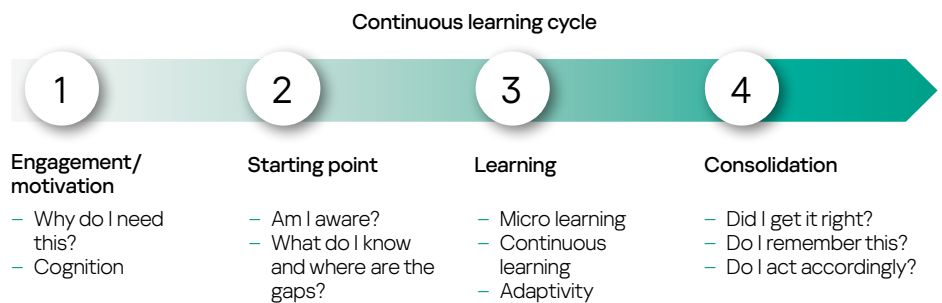 Continuous learning cycle
1
2
3
4
Engagement/
motivation
– Why do I need
this?
– Cognition
Starting point
– Am I aware?
– What do I know
and where are the
gaps?
Learning
– Micro learning
– Continuous
learning
– Adaptivity
Consolidation
– Did I get it right?
– Do I remember this?
– Do I act accordingly?